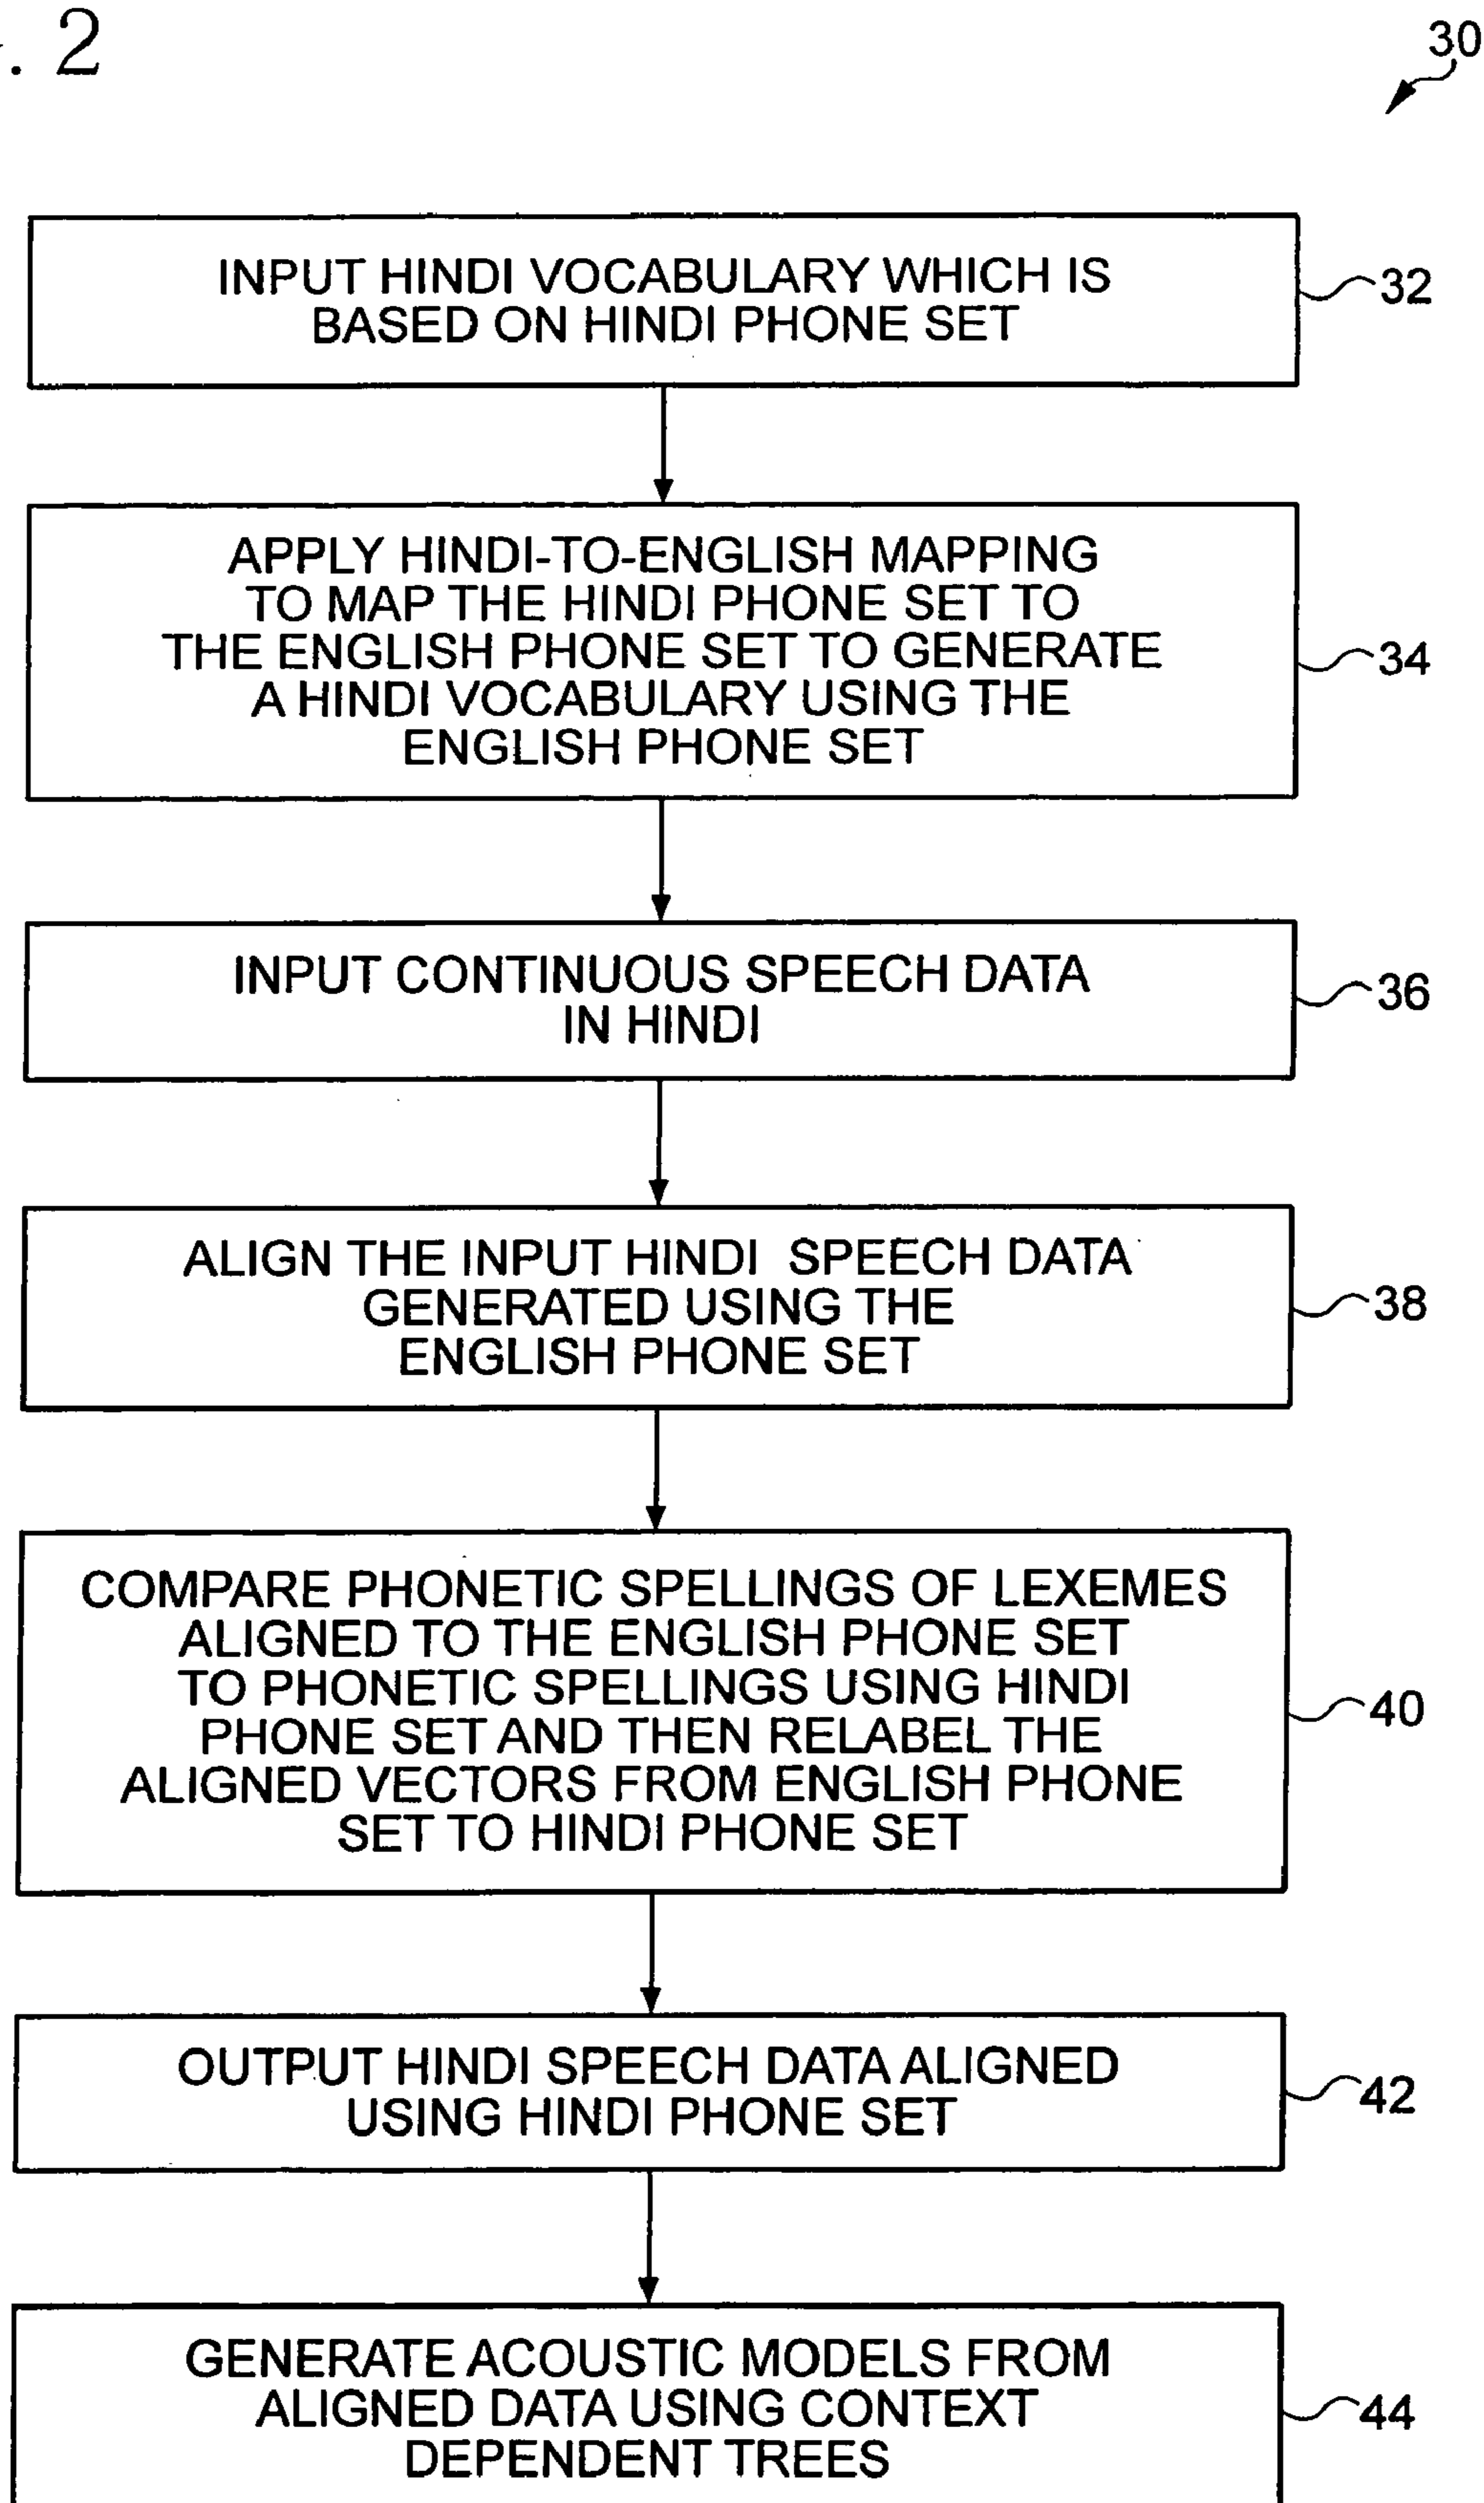 . 2
30
INPUT HINDI VOCABULARY WHICH IS
BASED ON HINDI PHONE SET
32
APPLY HINDI-TO-ENGLISH MAPPING
TO MAP THE HINDI PHONE SET TO
THE ENGLISH PHONE SET TO GENERATE
A HINDI VOCABULARY USING THE
ENGLISH PHONE SET
34
INPUT CONTINUOUS SPEECH DATA
IN HINDI
36
ALIGN THE INPUT HINDI SPEECH DATA
GENERATED USING THE
ENGLISH PHONE SET
38
COMPARE PHONETIC SPELLINGS OF LEXEMES
ALIGNED TO THE ENGLISH PHONE SET
TO PHONETIC SPELLINGS USING HINDI
PHONE SET AND THEN RELABEL THE
ALIGNED VECTORS FROM ENGLISH PHONE
SET TO HINDI PHONE SET
40
OUTPUT HINDI SPEECH DATA ALIGNED
USING HINDI PHONE SET
42
GENERATE ACOUSTIC MODELS FROM
ALIGNED DATA USING CONTEXT
DEPENDENT TREES
44